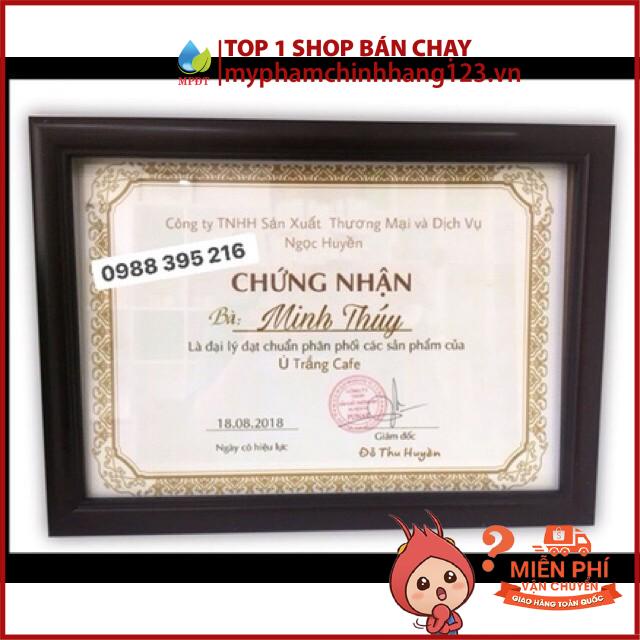 MPDT
TOP 1 SHOP BÁN CHẠY
myphamchinhhang123.vn
Công ty TNHH Sản Xuất Thương Mại và Dịch Vụ
Ngọc Huyền
0988 395 216
CHỨNG NHẬN
Bà: Minh Thúy
Là đại lý đạt chuẩn phân phối các sản phẩm của
Ủ Trắng Cafe
18.08.2018
Ngày có hiệu lực
Giám đốc
Đỗ Thu Huyền
?
MIỄN PHÍ
VẬN CHUYỂN
GIAO HÀNG TOÀN QUỐC